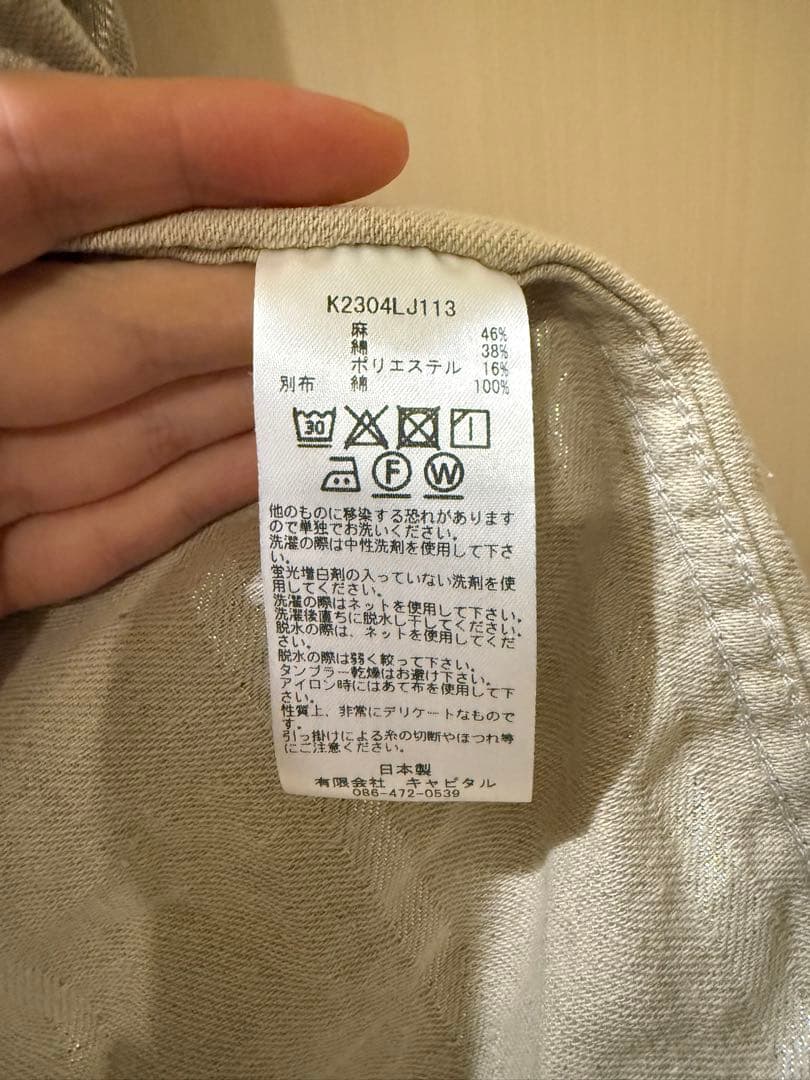 K2304LJ113
麻 46%
綿 38%
ポリエステル 16%
別布 綿 100%
30
F W
他のものに移染する恐れがあります
ので単独でお洗いください。
洗濯の際は中性洗剤を使用して下さ
い。
蛍光増白剤の入っていない洗剤を使
用してください。
洗濯の際はネットを使用して下さい。
洗濯後直ちに脱水し干してください。
脱水の際は、ネットを使用してくだ
さい。
脱水の際は弱く絞って下さい。
タンブラー乾燥はお避け下さい。
アイロン時にはあて布を使用して下
さい。
性質上、非常にデリケートなもので
す。
引っ掛けによる糸の切断やほつれ等
にご注意ください。
日本製
有限会社 キャピタル
086-472-0539